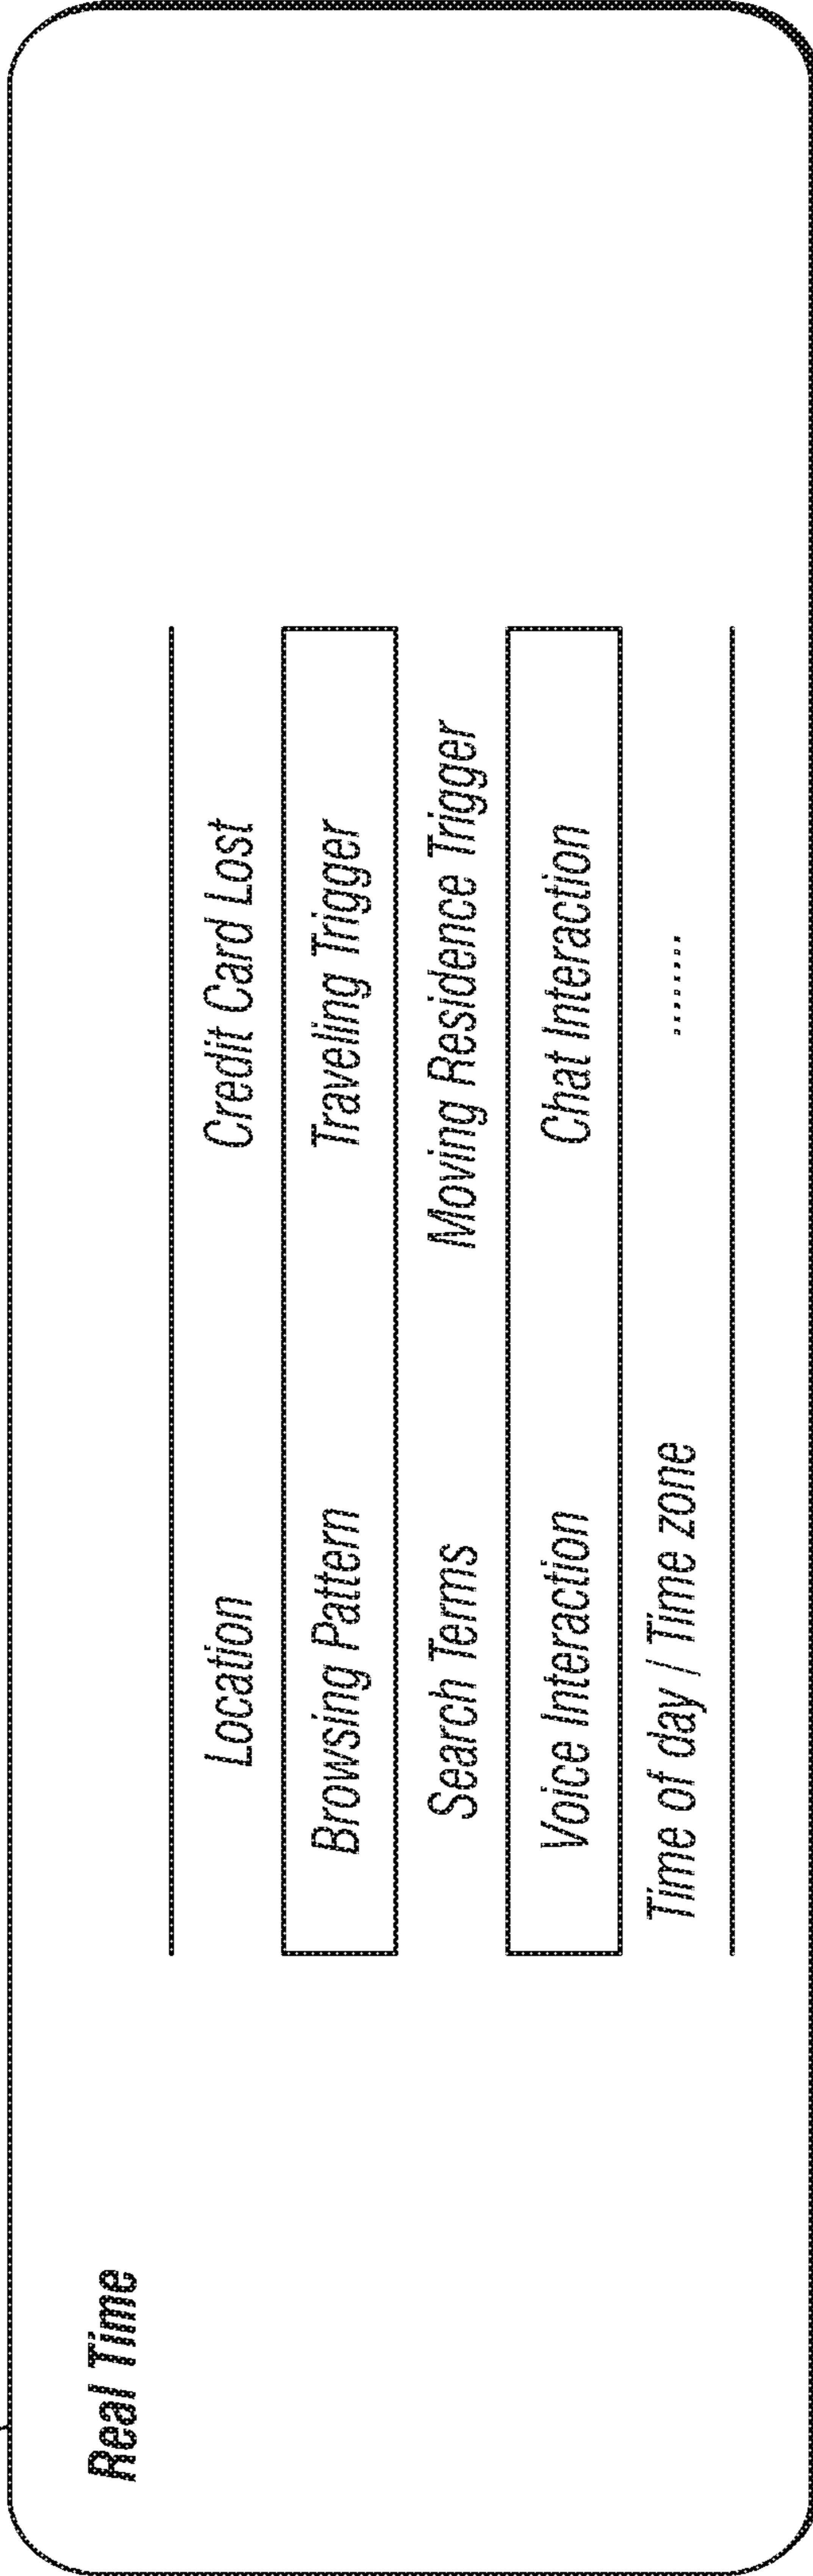 Real Time
Location Credit Card Lost
Browsing Pattern Traveling Trigger
Search Terms Moving Residence Trigger
Voice Interaction Chat Interaction
Time of day / Time zone ........